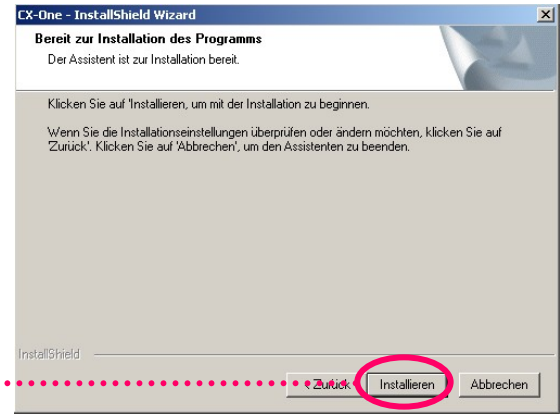 CX-One - InstallShield Wizard
Bereit zur Installation des Programms
Der Assistent ist zur Installation bereit.
Klicken Sie auf 'Installieren, um mit der Installation zu beginnen.
Wenn Sie die Installationseinstellungen überprüfen oder ändern möchten, klicken Sie auf
'Zurück'. Klicken Sie auf 'Abbrechen', um den Assistenten zu beenden.
InstallShield
< Zurück Installieren Abbrechen